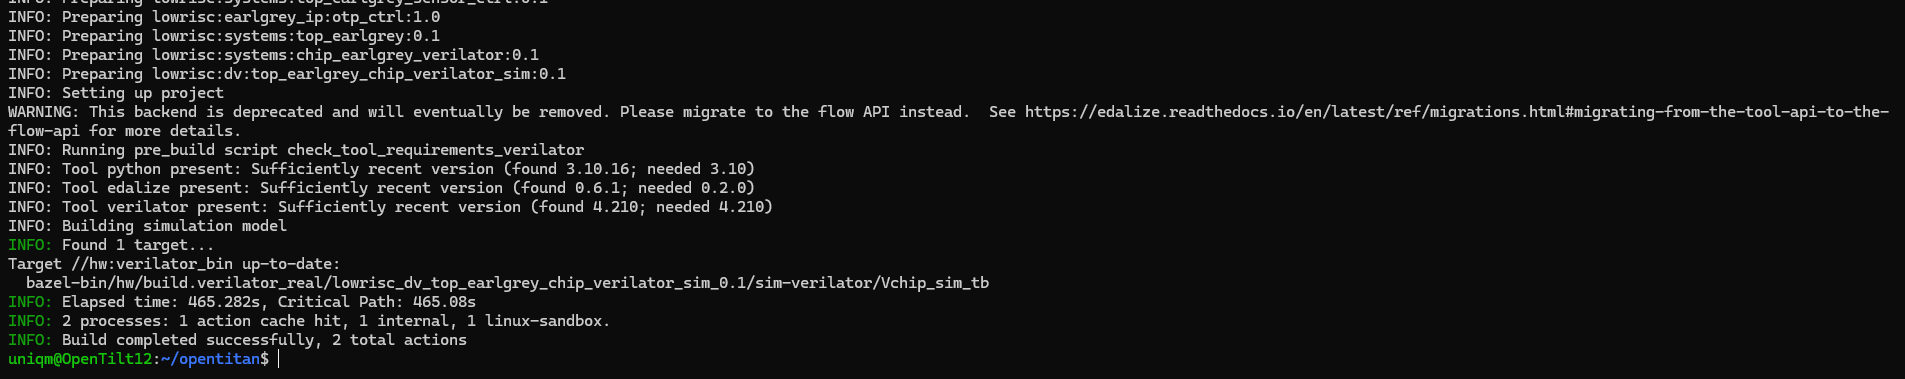 INFO: Preparing lowrisc:systems:top_earlgrey_sensor_ctrl:0.1
INFO: Preparing lowrisc:earlgrey_ip:otp_ctrl:1.0
INFO: Preparing lowrisc:systems:top_earlgrey:0.1
INFO: Preparing lowrisc:systems:chip_earlgrey_verilator:0.1
INFO: Preparing lowrisc:dv:top_earlgrey_chip_verilator_sim:0.1
INFO: Setting up project
WARNING: This backend is deprecated and will eventually be removed. Please migrate to the flow API instead.  See https://edalize.readthedocs.io/en/latest/ref/migrations.html#migrating-from-the-tool-api-to-the-
flow-api for more details.
INFO: Running pre_build script check_tool_requirements_verilator
INFO: Tool python present: Sufficiently recent version (found 3.10.16; needed 3.10)
INFO: Tool edalize present: Sufficiently recent version (found 0.6.1; needed 0.2.0)
INFO: Tool verilator present: Sufficiently recent version (found 4.210; needed 4.210)
INFO: Building simulation model
INFO: Found 1 target...
Target //hw:verilator_bin up-to-date:
  bazel-bin/hw/build.verilator_real/lowrisc_dv_top_earlgrey_chip_verilator_sim_0.1/sim-verilator/Vchip_sim_tb
INFO: Elapsed time: 465.282s, Critical Path: 465.08s
INFO: 2 processes: 1 action cache hit, 1 internal, 1 linux-sandbox.
INFO: Build completed successfully, 2 total actions
uniqm@OpenTilt12:~/opentitan$